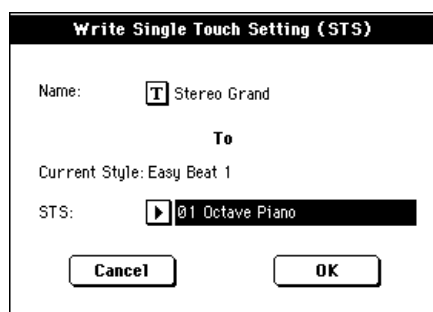 Write Single Touch Setting (STS)
Name: T Stereo Grand
To
Current Style: Easy Beat 1
STS: 01 Octave Piano
Cancel OK